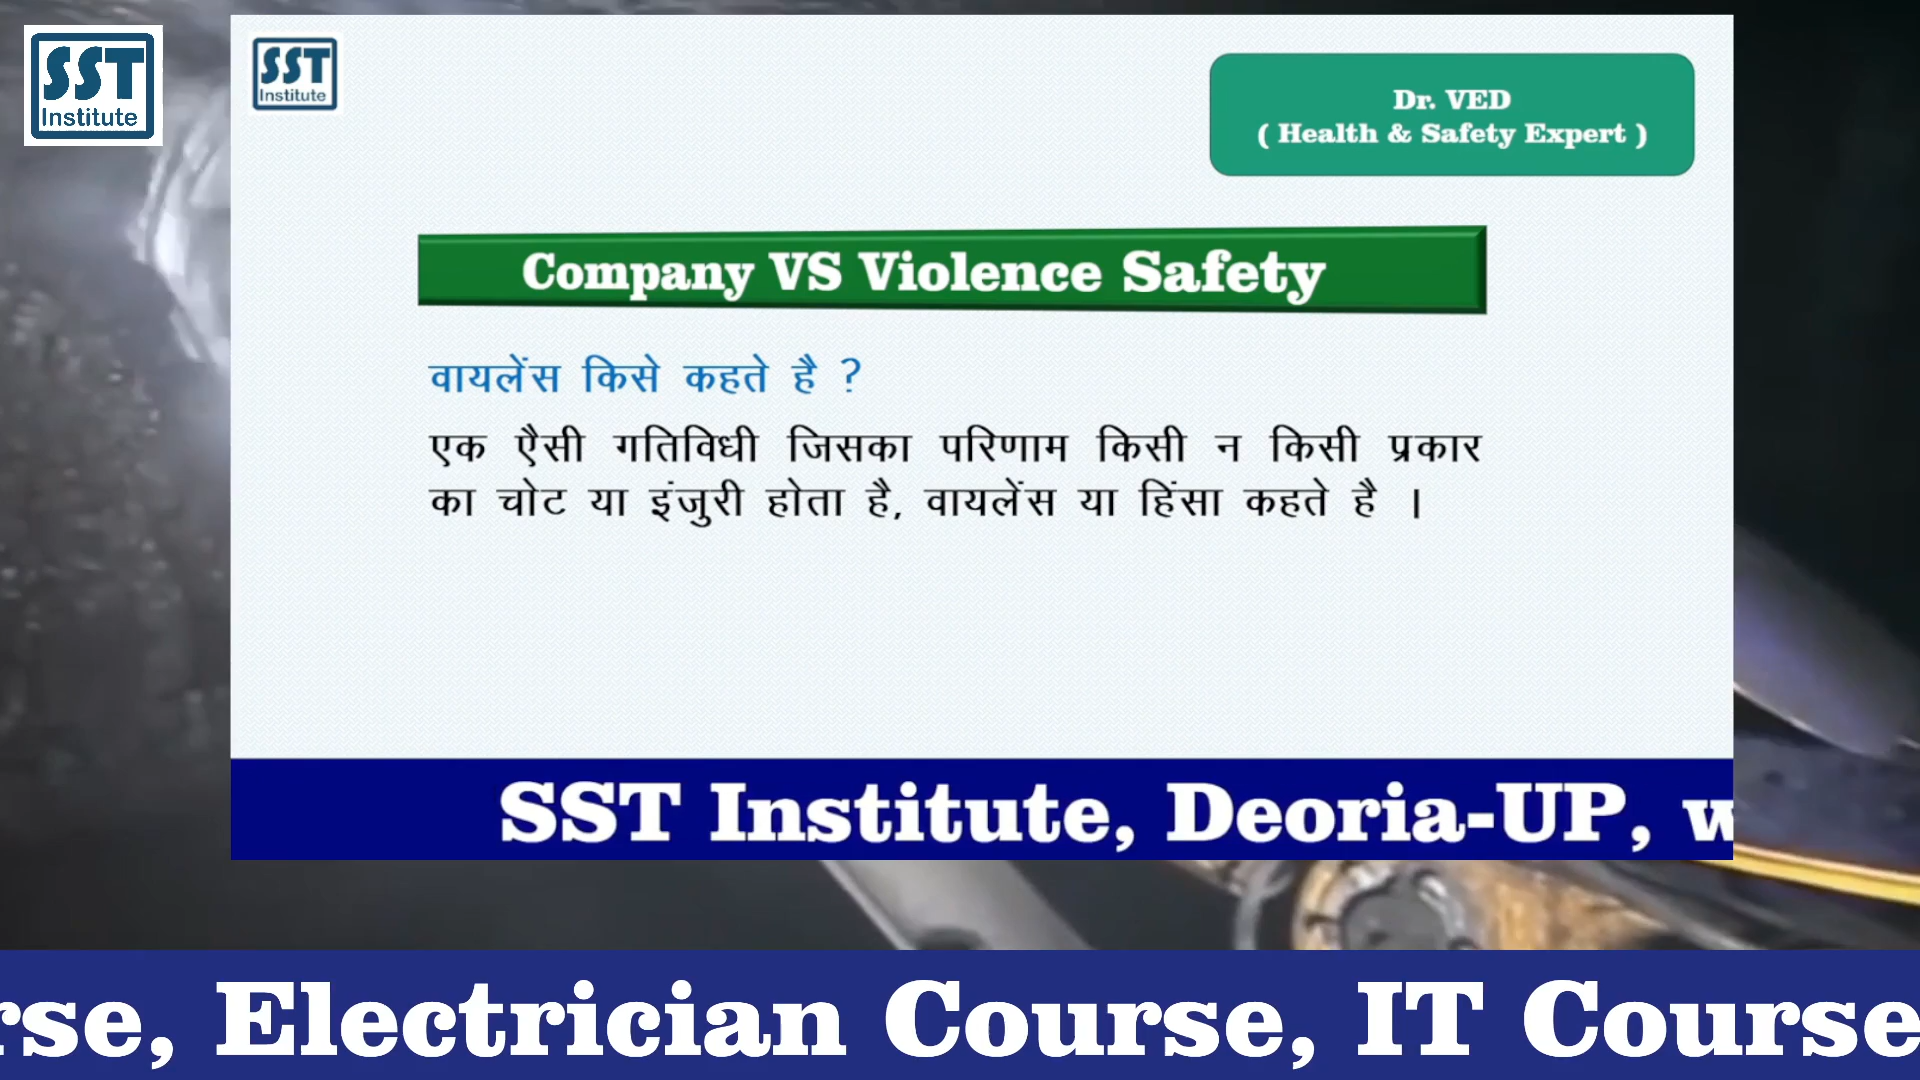 SST
Institute
SST
Institute
Dr. VED
( Health & Safety Expert )
Company VS Violence Safety
वायलेंस किसे कहते है ?
एक ऐसी गतिविधी जिसका परिणाम किसी न किसी प्रकार
का चोट या इंजुरी होता है, वायलेंस या हिंसा कहते है ।
SST Institute, Deoria-UP, w
rse, Electrician Course, IT Course